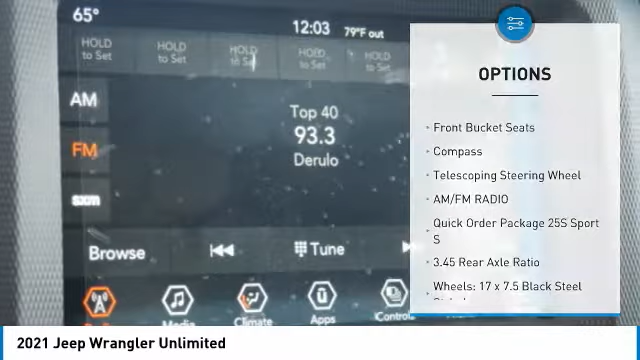 65°
12:03
79°F out
HOLD
to Set
HOLD
to Set
HOLD
to Set
HOLD
to Set
HOLD
to Set
AM
Top 40
FM
93.3
Derulo
sxm
Browse
Tune
Media
Climate
Apps
Control
OPTIONS
Front Bucket Seats
Compass
Telescoping Steering Wheel
AM/FM RADIO
Quick Order Package 25S Sport
S
3.45 Rear Axle Ratio
Wheels: 17 x 7.5 Black Steel
2021 Jeep Wrangler Unlimited